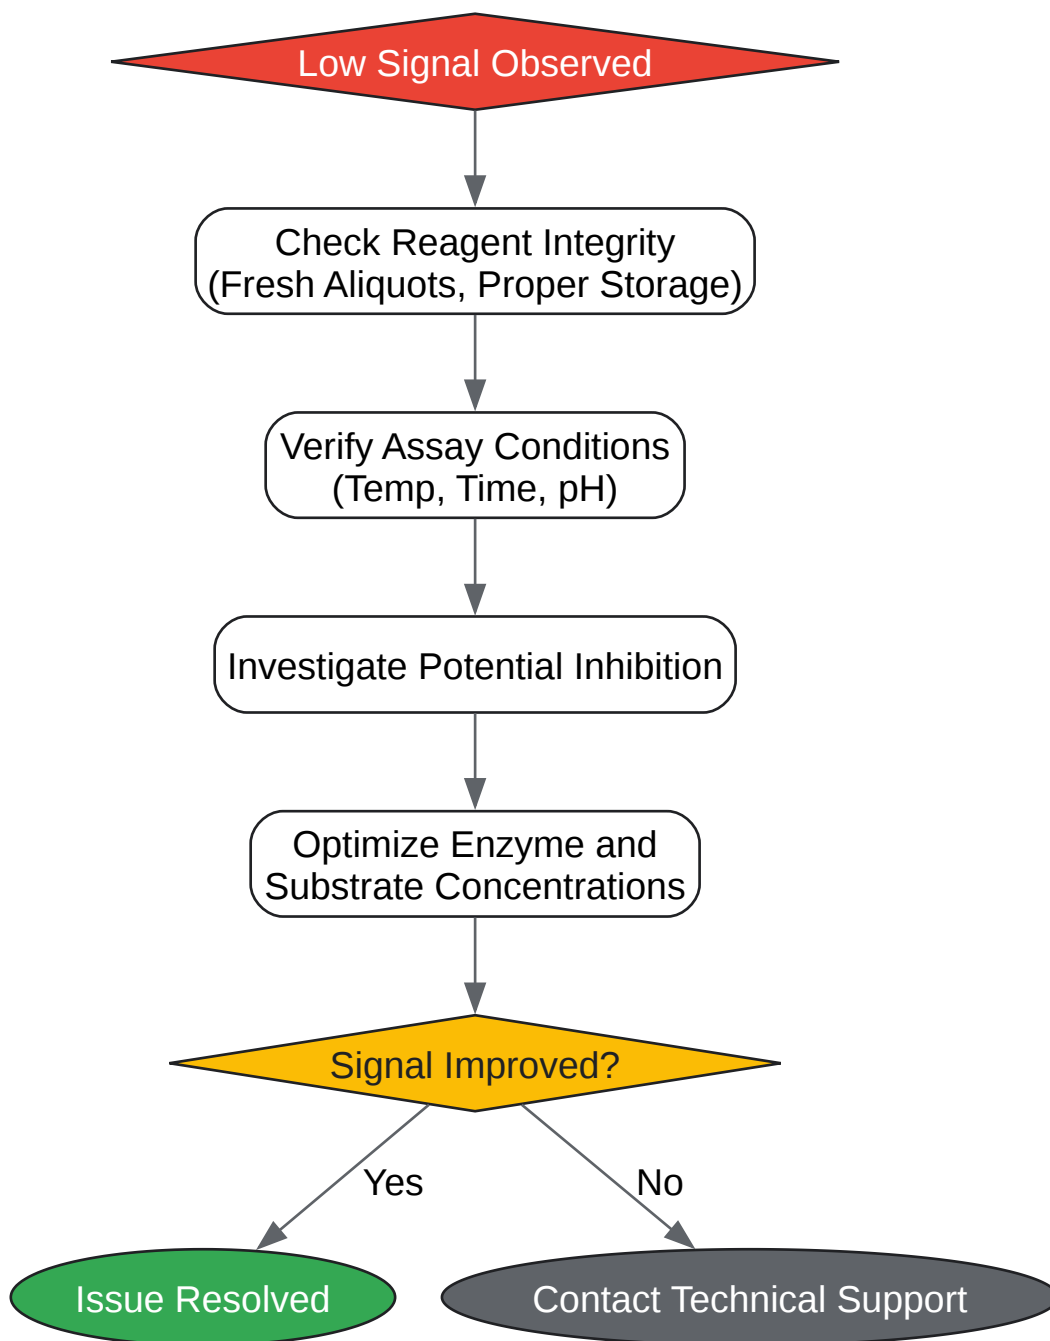 Low Signal Observed
Check Reagent Integrity
(Fresh Aliquots, Proper Storage)
Verify Assay Conditions
(Temp, Time, pH)
Investigate Potential Inhibition
Optimize Enzyme and
Substrate Concentrations
Signal Improved?
Yes
No
Issue Resolved
Contact Technical Support